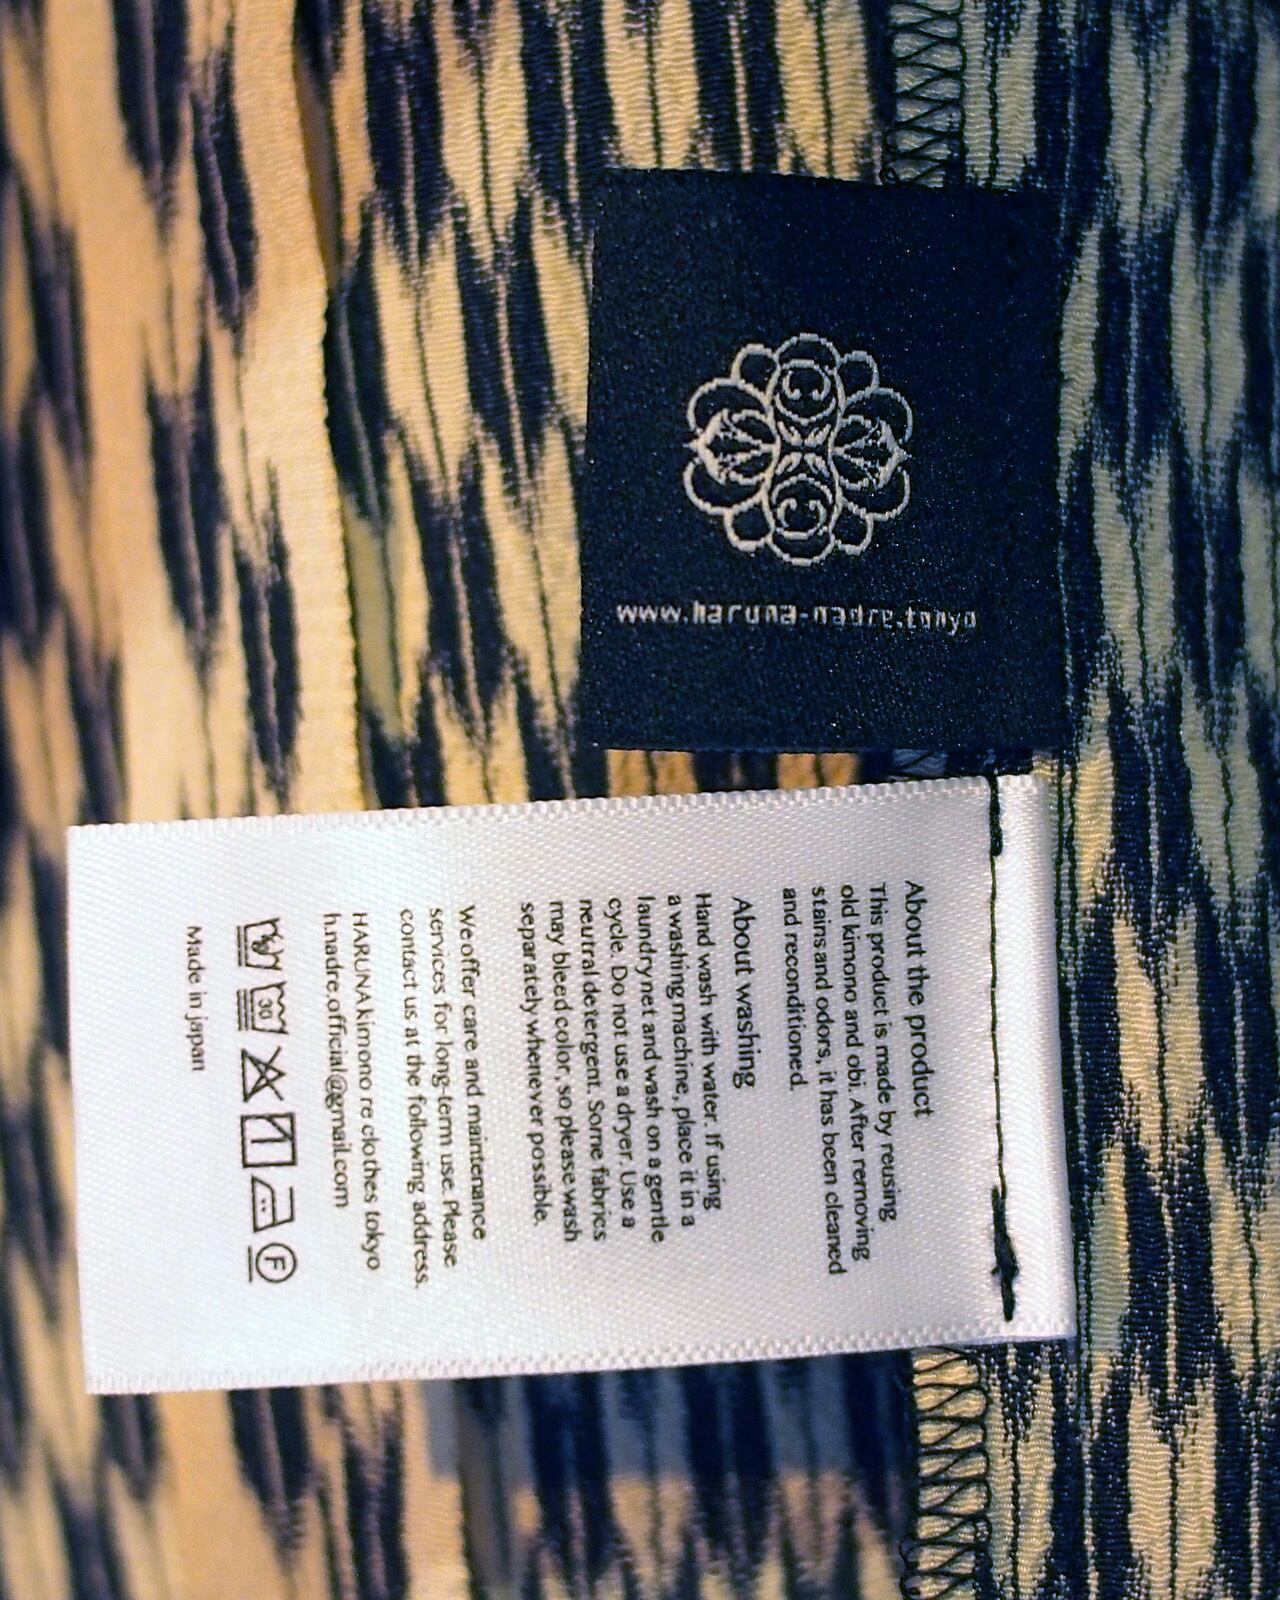 www.haruna-nadre.tokyo
About the product
This product is made by reusing
old kimono and obi. After removing
stains and odors, it has been cleaned
and reconditioned.
About washing
Hand wash with water. If using
a washing machine, place it in a
laundry net and wash on a gentle
cycle. Do not use a dryer. Use a
neutral detergent. Some fabrics
may bleed color, so please wash
separately whenever possible.
We offer care and maintenance
services for long-term use. Please
contact us at the following address.
HARUNA kimono re clothes tokyo
h.nadre.official@gmail.com
30
F
Made in japan